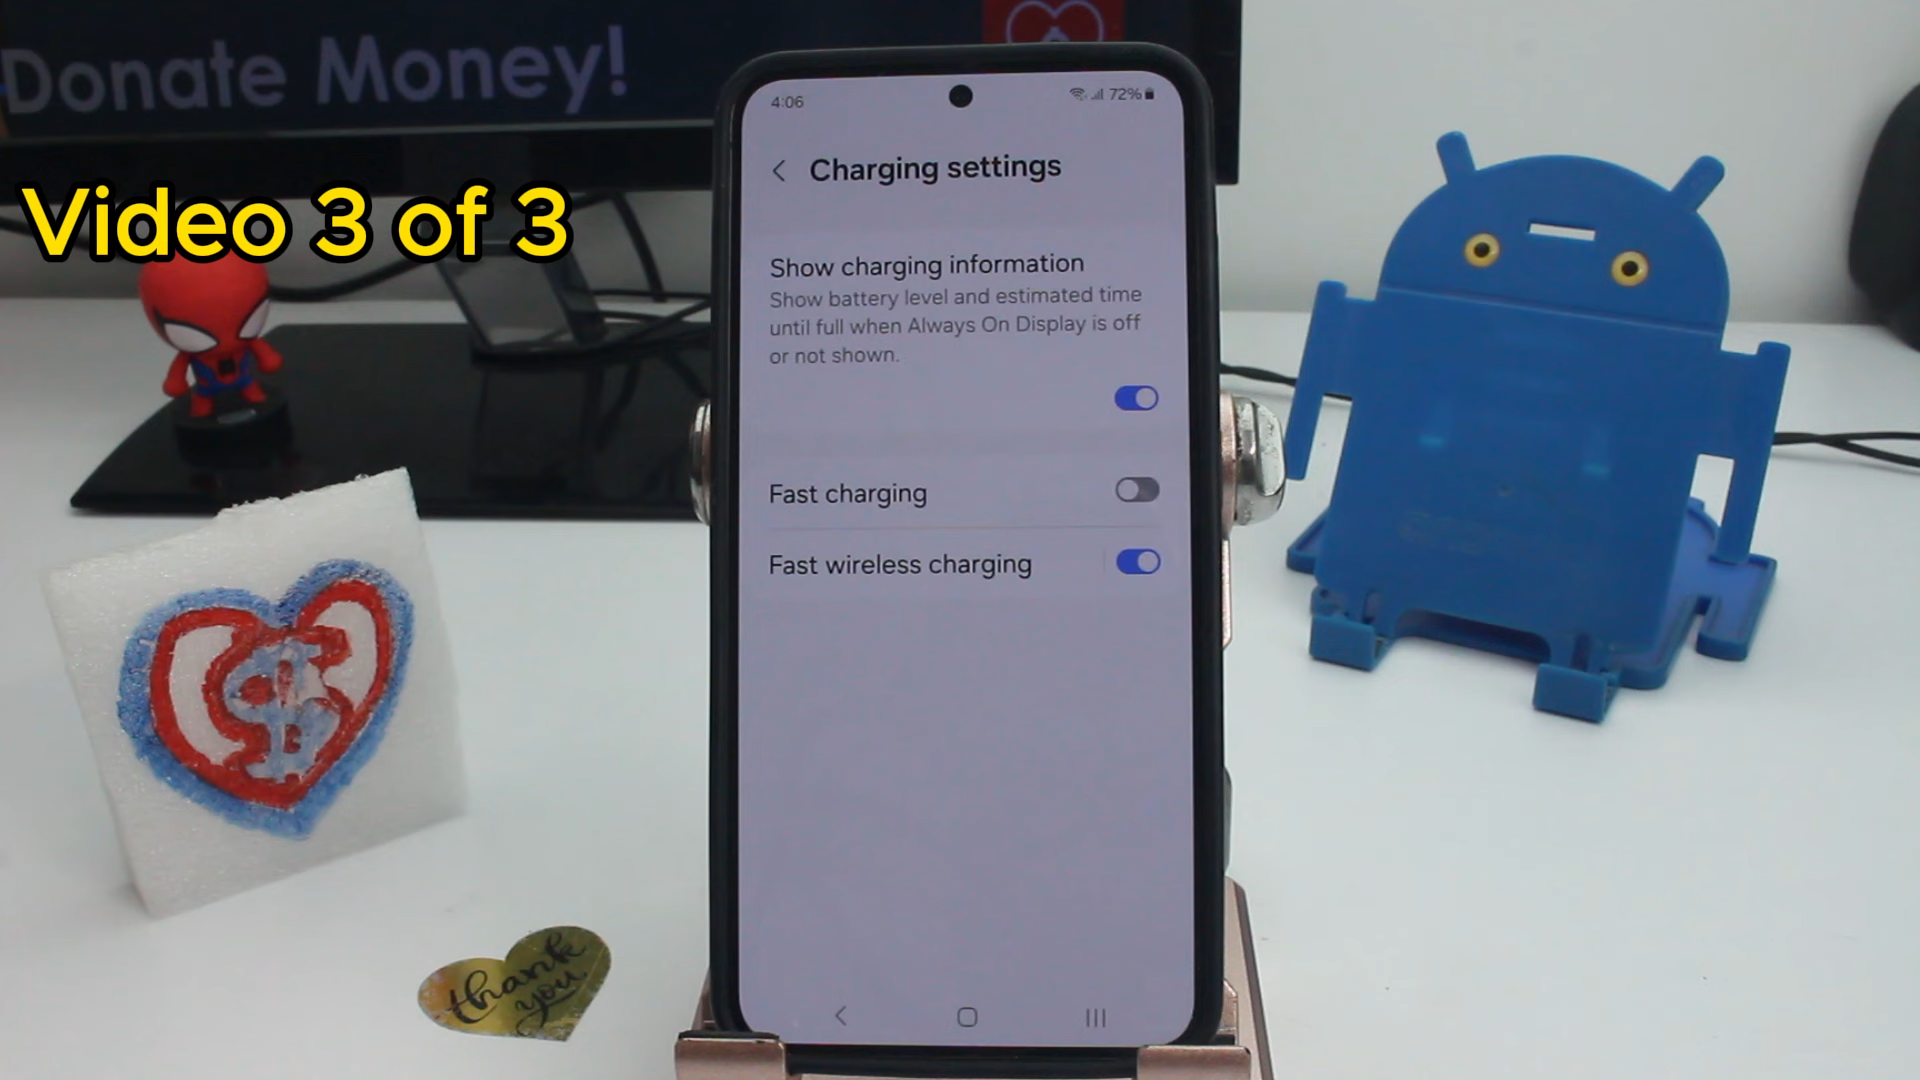 Donate Money!
Video 3 of 3
4:06
72%
Charging settings
Show charging information
Show battery level and estimated time
until full when Always On Display is off
or not shown.
Fast charging
Fast wireless charging
thank
you